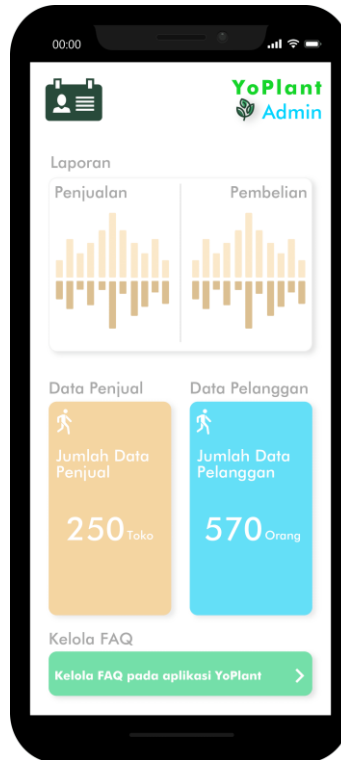 00:00
YoPlant
Admin
Laporan
Penjualan
Pembelian
Data Penjual
Data Pelanggan
Jumlah Data
Penjual
250 Toko
Jumlah Data
Pelanggan
570 Orang
Kelola FAQ
Kelola FAQ pada aplikasi YoPlant